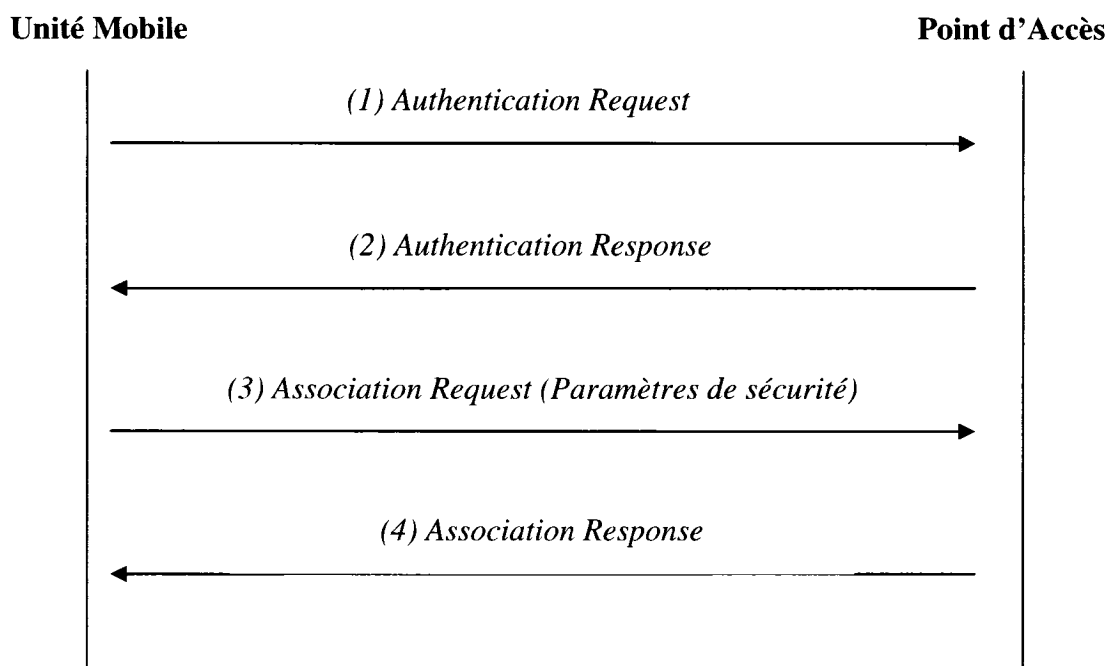 Unité Mobile
Point d'Accès
(1) Authentication Request
(2) Authentication Response
(3) Association Request (Paramètres de sécurité)
(4) Association Response